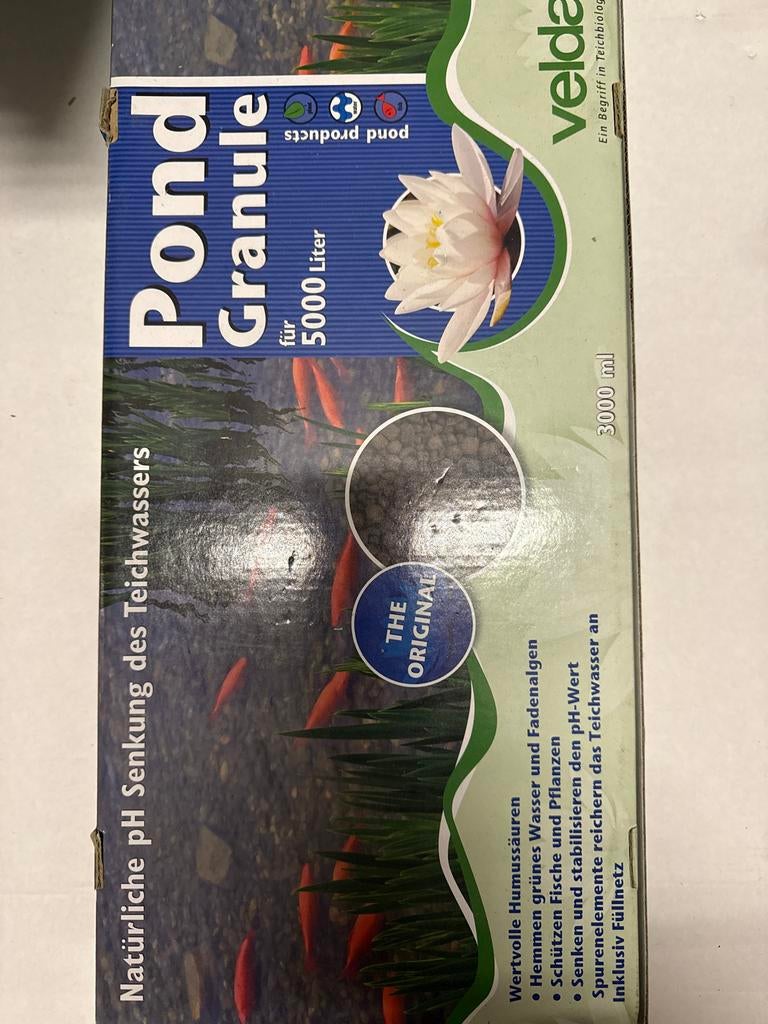 Natürliche pH Senkung des Teichwassers
Pond
Granule
für
5000 Liter
pond products
THE
ORIGINAL
velda
Ein Begriff in Teichbiolog
3000 ml
Wertvolle Humussäuren
• Hemmen grünes Wasser und Fadenalgen
• Schützen Fische und Pflanzen
• Senken und stabilisieren den pH-Wert
Spurenelemente reichern das Teichwasser an
Inklusiv Füllnetz